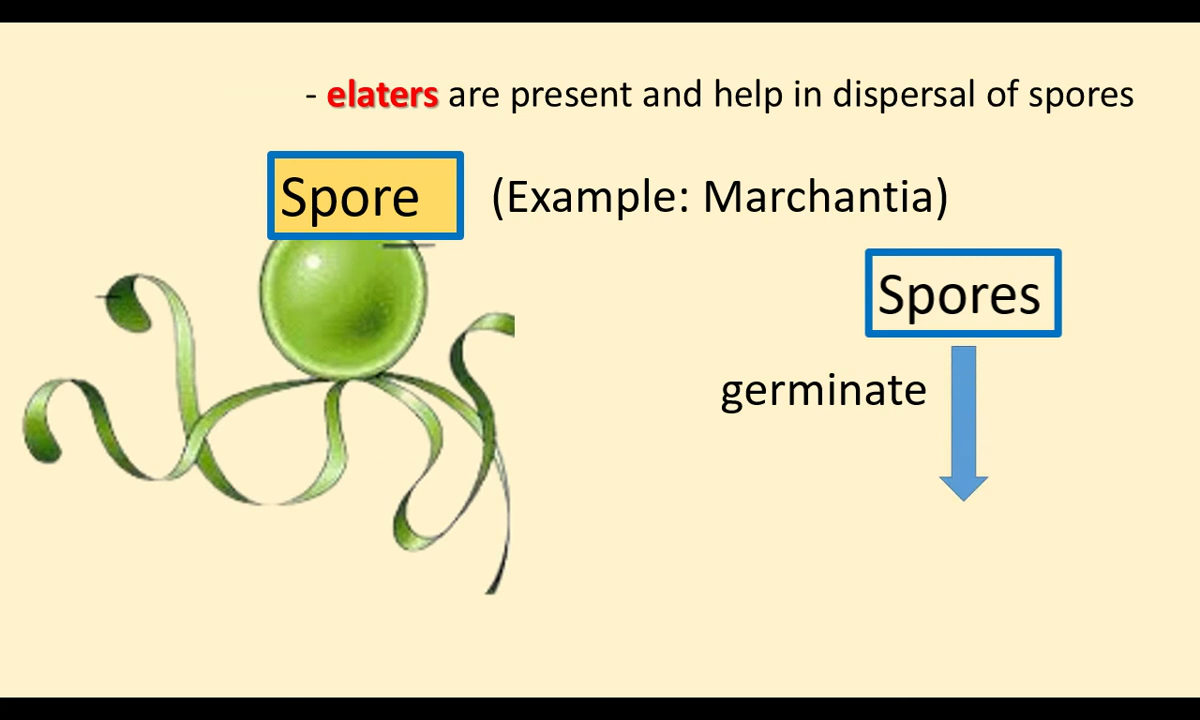 - elaters are present and help in dispersal of spores
Spore
(Example: Marchantia)
Spores
germinate